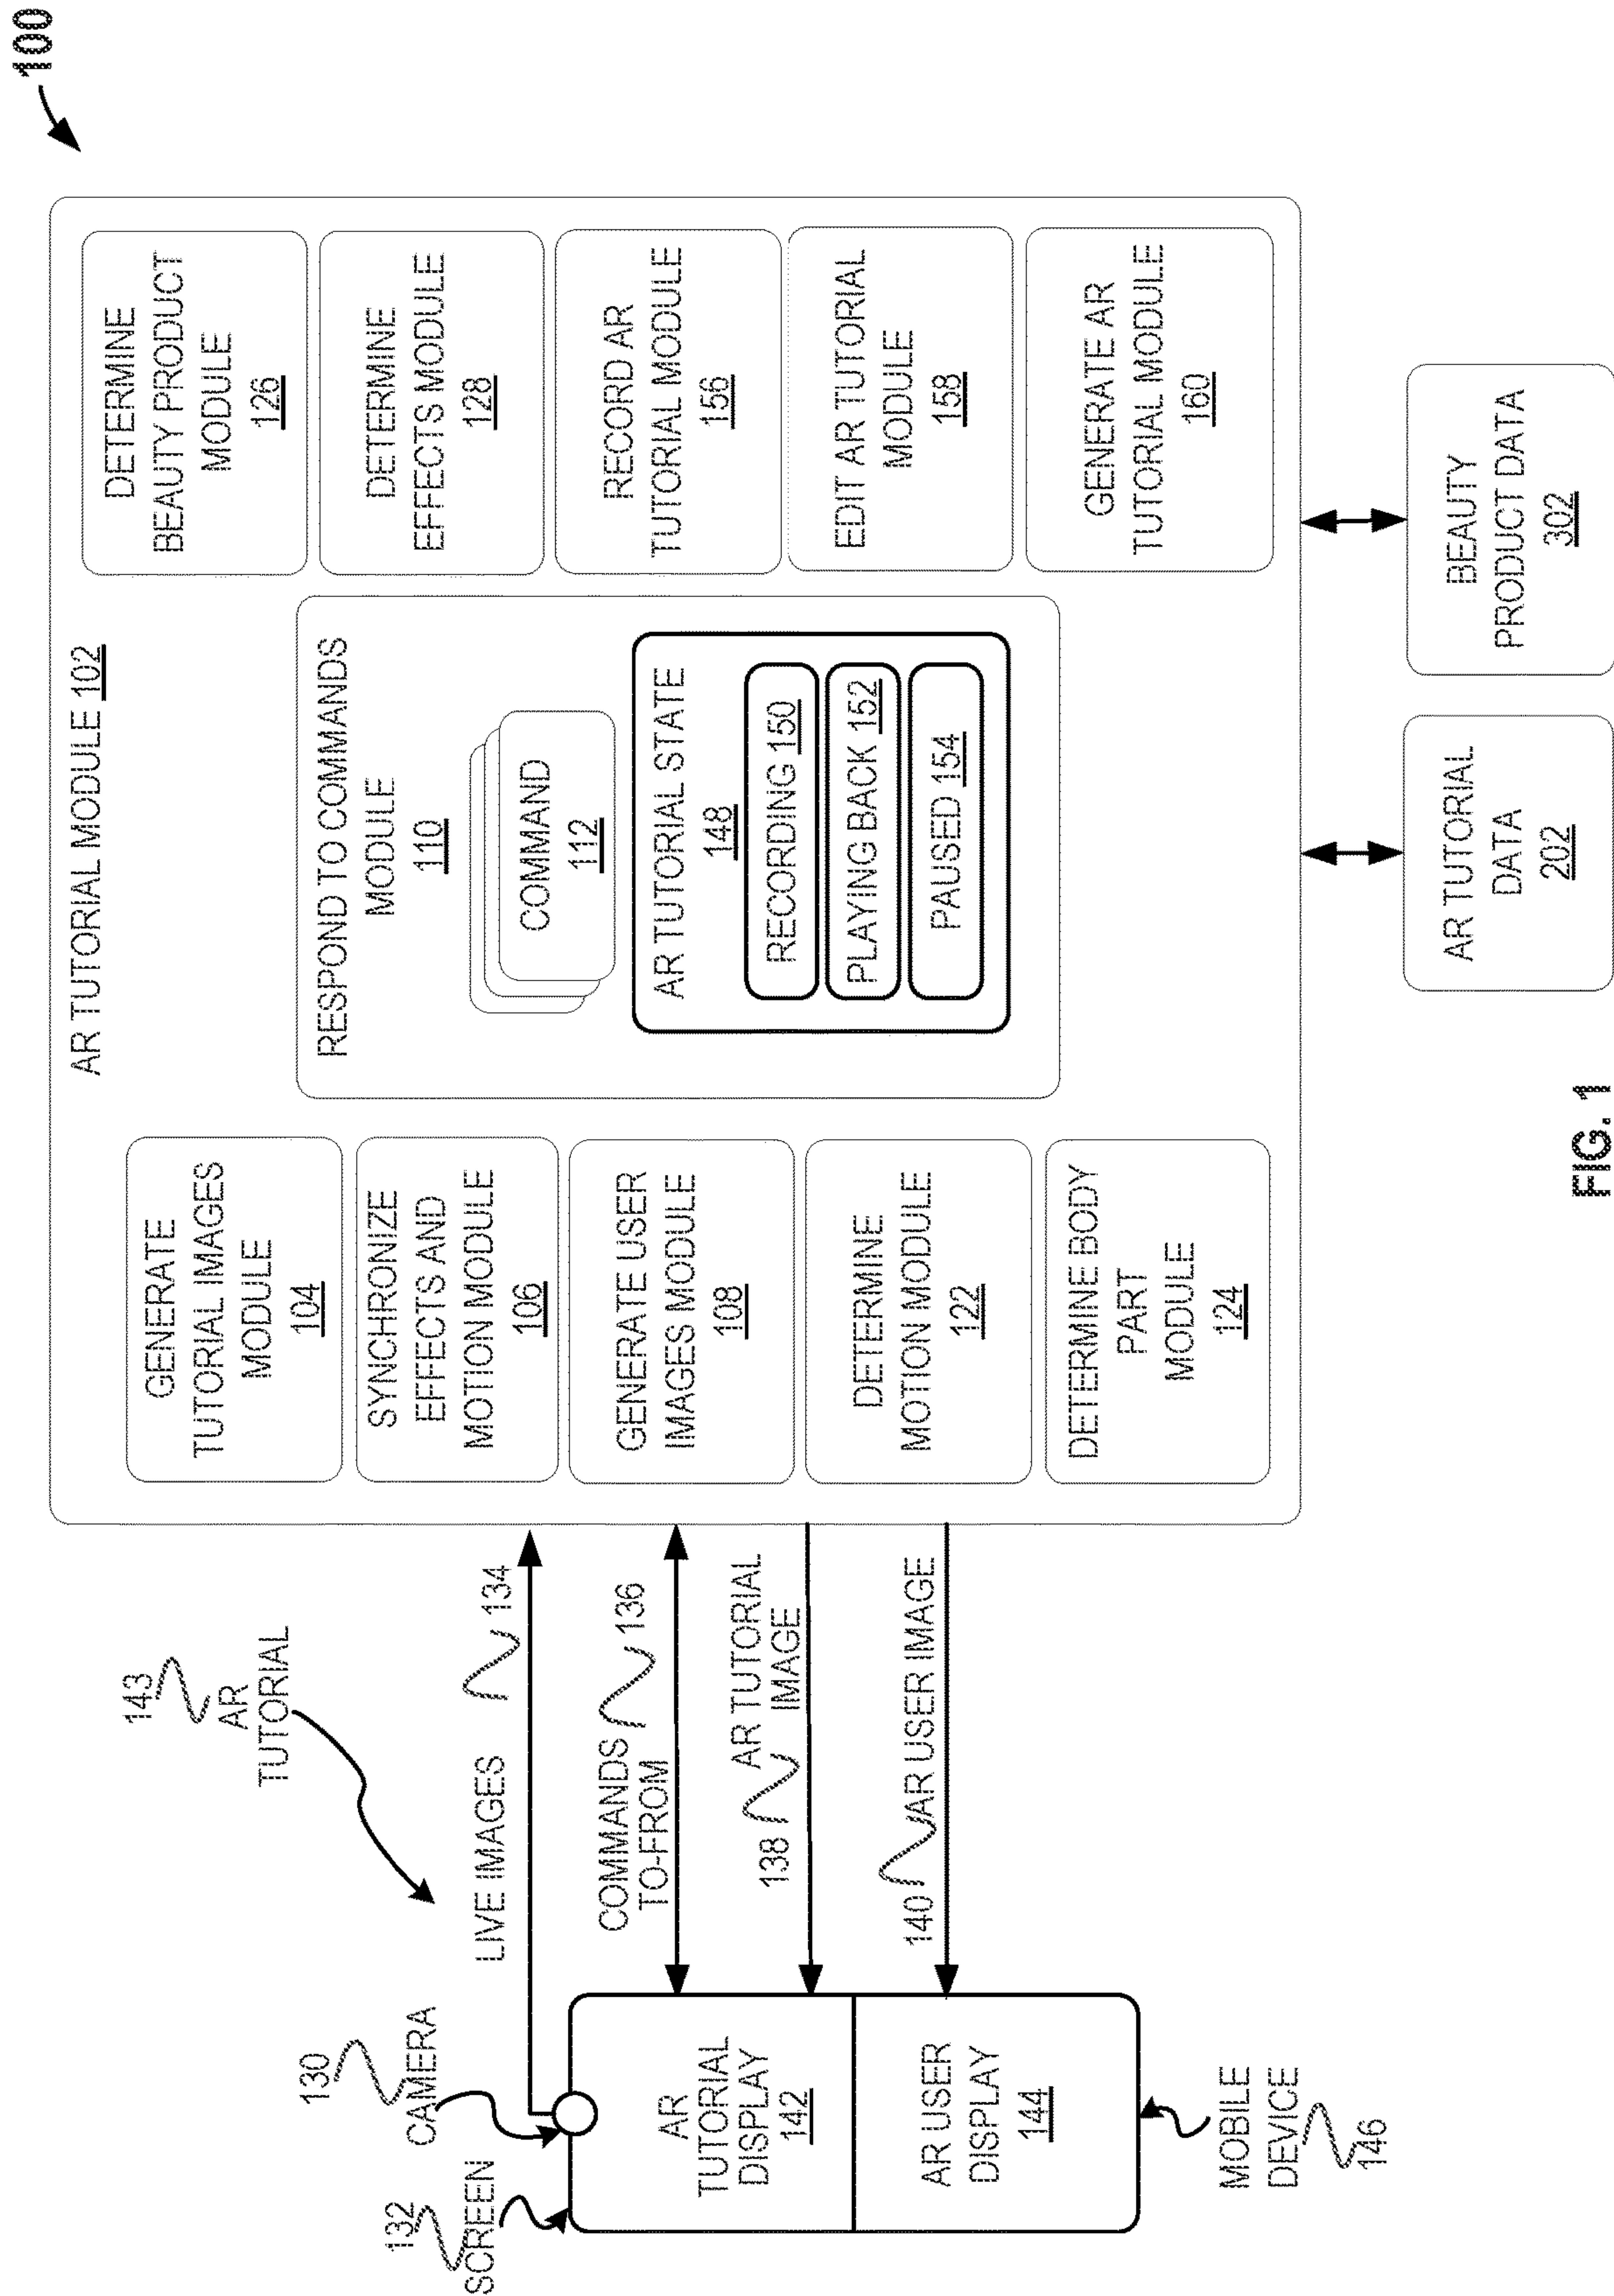 100
AR TUTORIAL MODULE 102
GENERATE
TUTORIAL IMAGES
MODULE
104
SYNCHRONIZE
EFFECTS AND
MOTION MODULE
106
GENERATE USER
IMAGES MODULE
108
DETERMINE
MOTION MODULE
122
DETERMINE BODY
PART
MODULE
124
RESPOND TO COMMANDS
MODULE
110
COMMAND
112
AR TUTORIAL STATE
148
RECORDING 150
PLAYING BACK 152
PAUSED 154
DETERMINE
BEAUTY PRODUCT
MODULE
126
DETERMINE
EFFECTS MODULE
128
RECORD AR
TUTORIAL MODULE
156
EDIT AR TUTORIAL
MODULE
158
GENERATE AR
TUTORIAL MODULE
160
143
AR
TUTORIAL
LIVE IMAGES
134
COMMANDS
TO-FROM
136
138
AR TUTORIAL
IMAGE
140
AR USER IMAGE
130
CAMERA
132
SCREEN
AR
TUTORIAL
DISPLAY
142
AR USER
DISPLAY
144
MOBILE
DEVICE
146
AR TUTORIAL
DATA
202
BEAUTY
PRODUCT DATA
302
FIG. 1